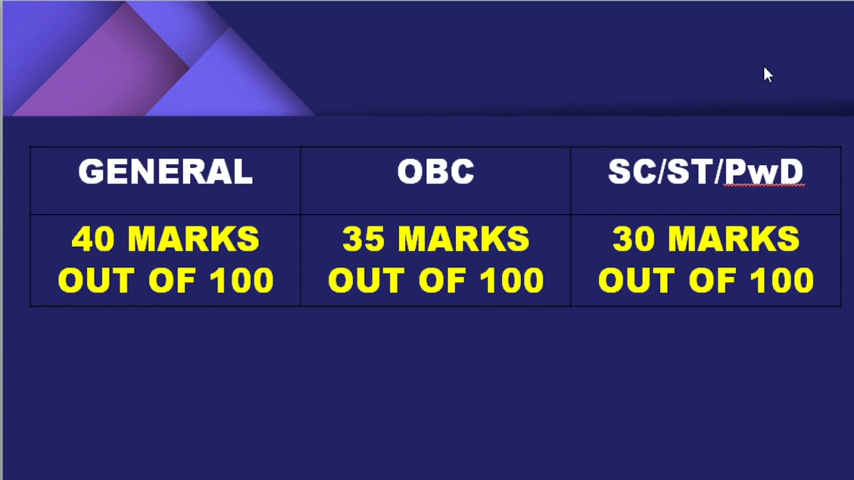 GENERAL OBC SC/ST/PwD
40 MARKS 35 MARKS 30 MARKS
OUT OF 100 OUT OF 100 OUT OF 100